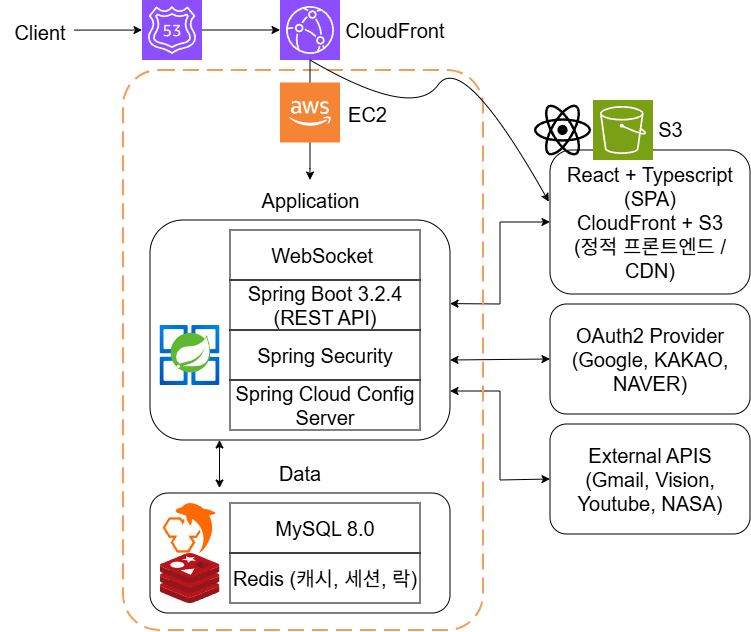 Client
53
CloudFront
aws
EC2
S3
React + Typescript
(SPA)
CloudFront + S3
(정적 프론트엔드 /
CDN)
Application
WebSocket
Spring Boot 3.2.4
(REST API)
Spring Security
Spring Cloud Config
Server
OAuth2 Provider
(Google, KAKAO,
NAVER)
External APIS
(Gmail, Vision,
Youtube, NASA)
Data
MySQL 8.0
Redis (캐시, 세션, 락)